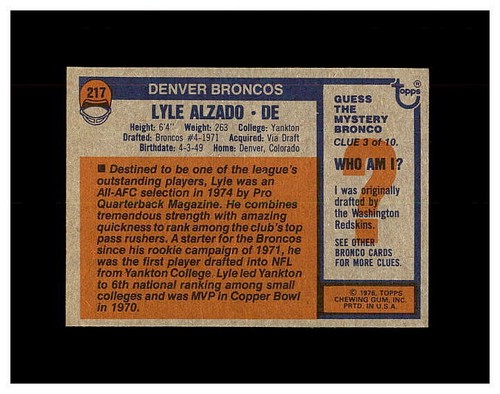 217
DENVER BRONCOS
LYLE ALZADO · DE
Height: 6'4" Weight: 263 College: Yankton
Drafted: Broncos #4-1971 Acquired: Via Draft
Birthdate: 4-3-49 Home: Denver, Colorado
■ Destined to be one of the league's
outstanding players, Lyle was an
All-AFC selection in 1974 by Pro
Quarterback Magazine. He combines
tremendous strength with amazing
quickness to rank among the club's top
pass rushers. A starter for the Broncos
since his rookie campaign of 1971, he
was the first player drafted into NFL
from Yankton College. Lyle led Yankton
to 6th national ranking among small
colleges and was MVP in Copper Bowl
in 1970.
topps®
GUESS
THE
MYSTERY
BRONCO
CLUE 3 of 10.
WHO AM I?
?
I was originally
drafted by
the Washington
Redskins.
SEE OTHER
BRONCO CARDS
FOR MORE CLUES.
© 1976, TOPPS
CHEWING GUM, INC.
PRTD. IN U.S.A.